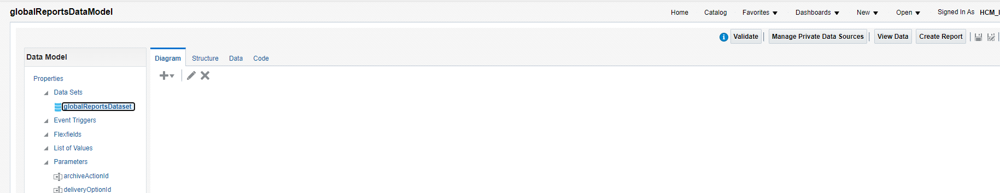 globalReportsDataModel
Home Catalog Favorites Dashboards New Open Signed In As HCM_I
Validate Manage Private Data Sources View Data Create Report
Data Model
Diagram Structure Data Code
Properties
Data Sets
globalReportsDataset
Event Triggers
Flexfields
List of Values
Parameters
archiveActionId
deliveryOptionId